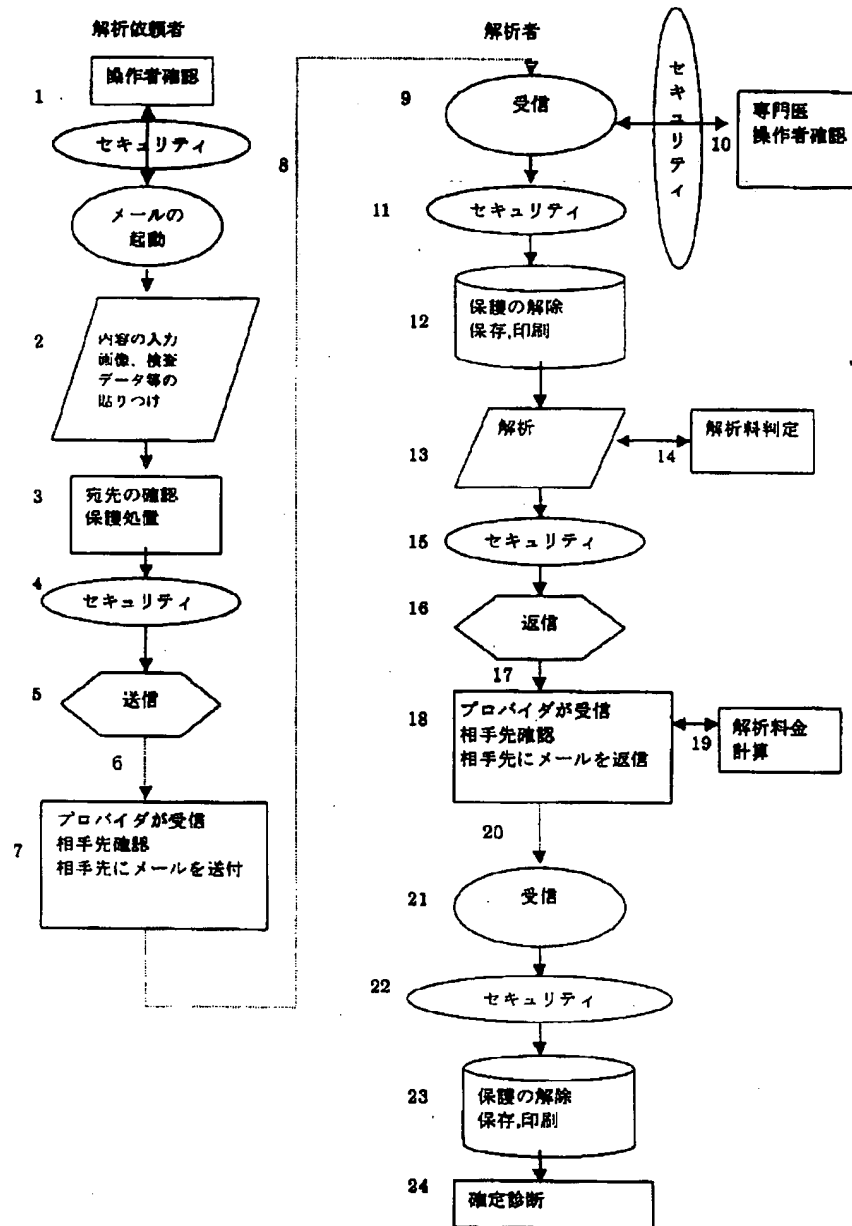 解析依頼者
1
操作者確認
セキュリティ
メールの
起動
2
内容の入力
画像、検査
データ等の
貼りつけ
3
宛先の確認
保護処置
4
セキュリティ
5
送信
6
7
プロバイダが受信
相手先確認
相手先にメールを送付
8
解析者
9
受信
セキュリティ
10
専門医
操作者確認
11
セキュリティ
12
保護の解除
保存,印刷
13
解析
14
解析料判定
15
セキュリティ
16
返信
17
18
プロバイダが受信
相手先確認
相手先にメールを返信
19
解析料金
計算
20
21
受信
22
セキュリティ
23
保護の解除
保存,印刷
24
確定診断